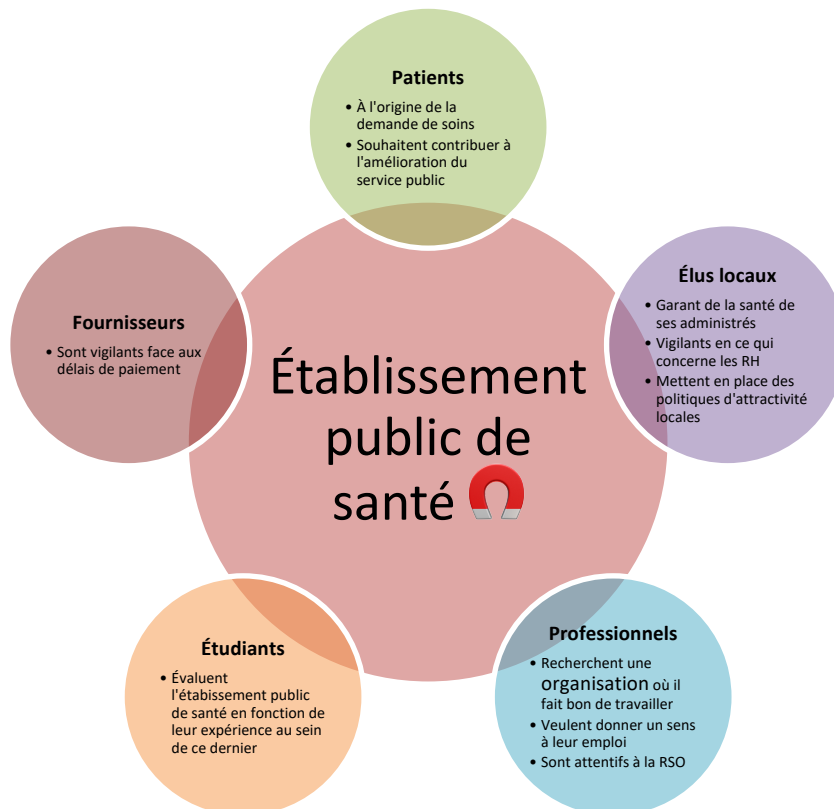 Patients
• À l'origine de la
demande de soins
• Souhaitent contribuer à
l'amélioration du
service public
Élus locaux
• Garant de la santé de
ses administrés
• Vigilants en ce qui
concerne les RH
• Mettent en place des
politiques d'attractivité
locales
Fournisseurs
• Sont vigilants face aux
délais de paiement
Établissement
public de
santé
Étudiants
• Évaluent
l'établissement public
de santé en fonction de
leur expérience au sein
de ce dernier
Professionnels
• Recherchent une
organisation où il
fait bon de travailler
• Veulent donner un sens
à leur emploi
• Sont attentifs à la RSO